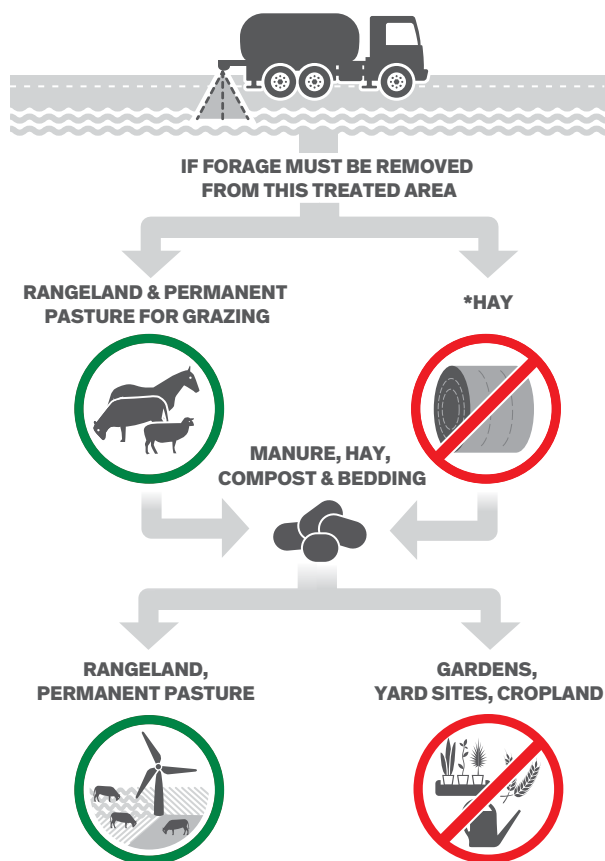 IF FORAGE MUST BE REMOVED
FROM THIS TREATED AREA
RANGELAND & PERMANENT
PASTURE FOR GRAZING
*HAY
MANURE, HAY,
COMPOST & BEDDING
RANGELAND,
PERMANENT PASTURE
GARDENS,
YARD SITES, CROPLAND